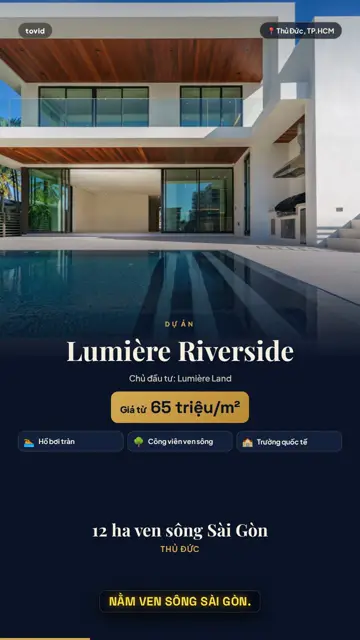 tovid
📍 Thủ Đức, TP.HCM
DỰ ÁN
Lumière Riverside
Chủ đầu tư: Lumière Land
Giá từ 65 triệu/m²
Hồ bơi tràn
Công viên ven sông
Trường quốc tế
12 ha ven sông Sài Gòn
THỦ ĐỨC
NẰM VEN SÔNG SÀI GÒN.